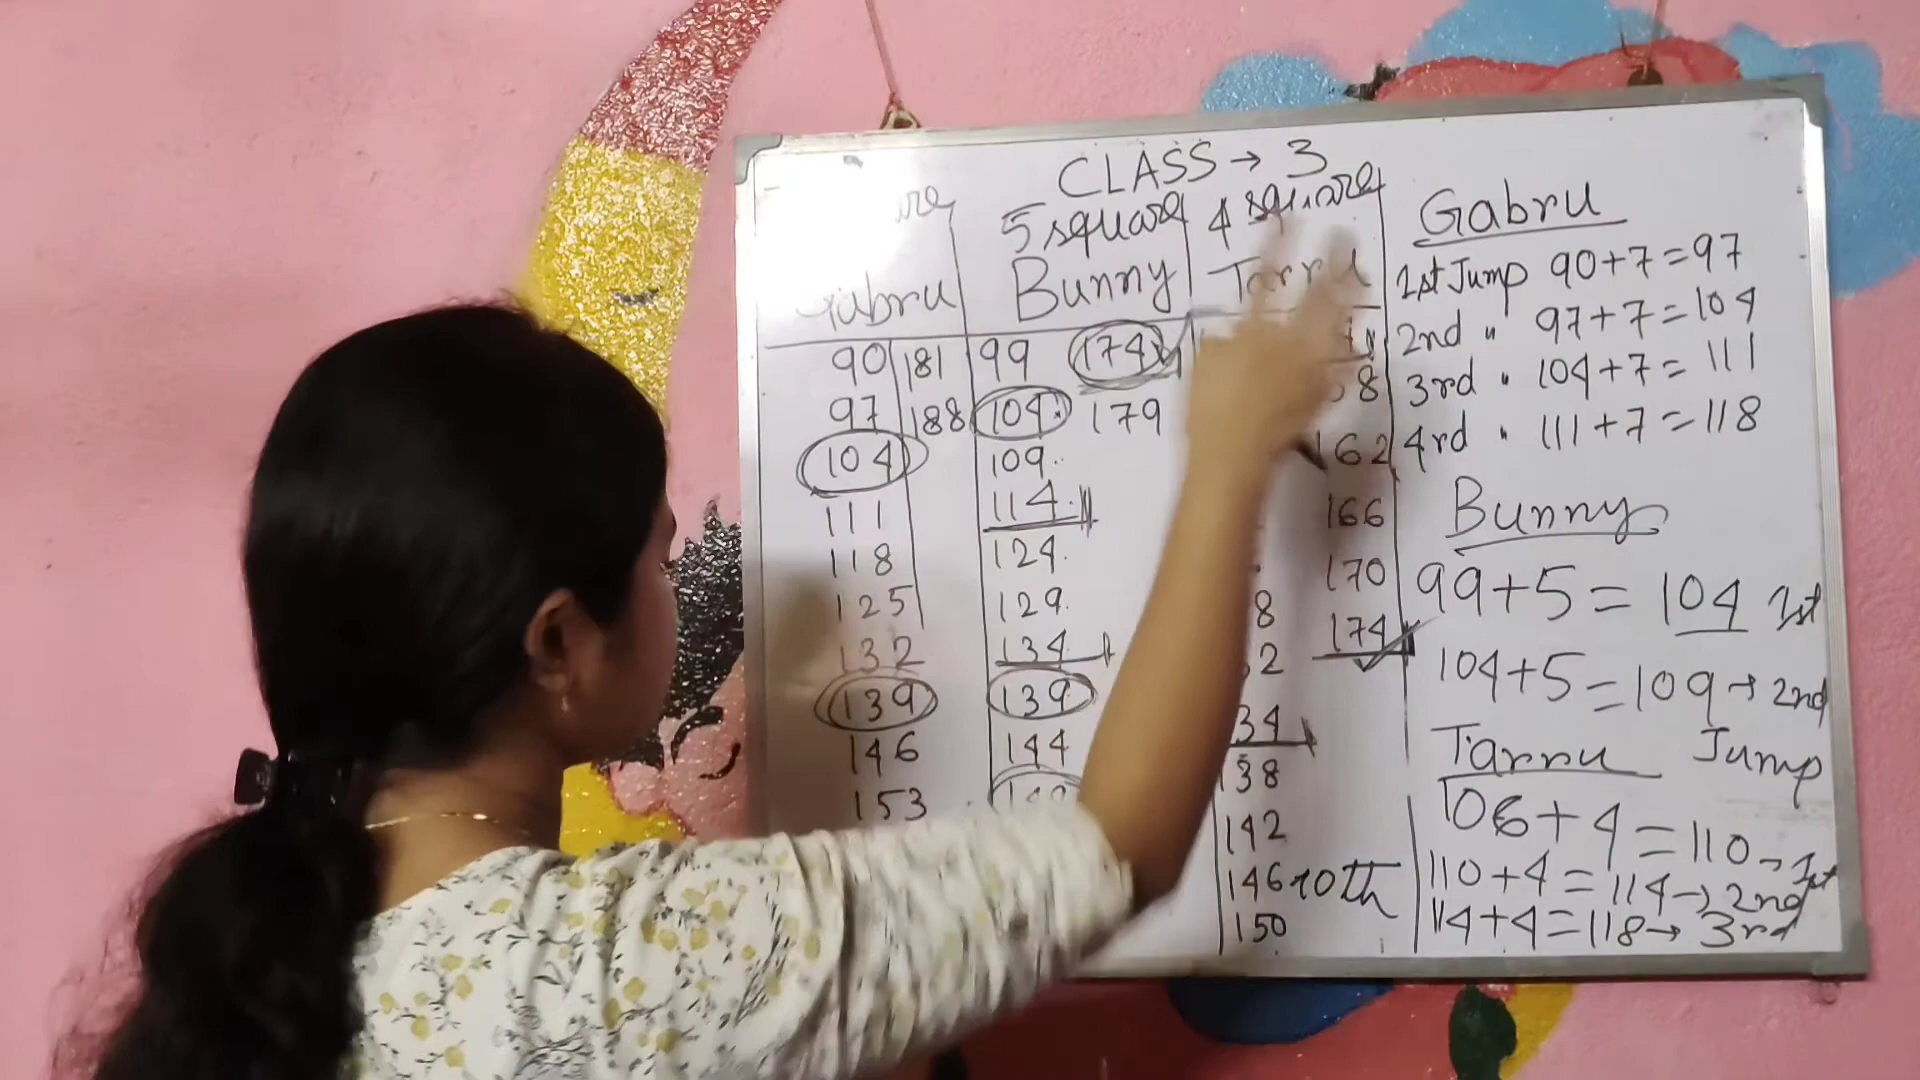 CLASS → 3
5 square
4 square
Gabru
Bunny
Tarru
90 181
97 188
104
111
118
125
132
139
146
153
99 174
104 179
109
114
124
129
134
139
144
149
162
166
170
174
34
138
142
146 10th
150
Gabru
1st Jump 90+7=97
2nd " 97+7=104
3rd " 104+7=111
4rd " 111+7=118
Bunny
99+5=104 1st
104+5=109→2nd
Tarru Jump
106+4=110→1st
110+4=114→2nd
114+4=118→3rd